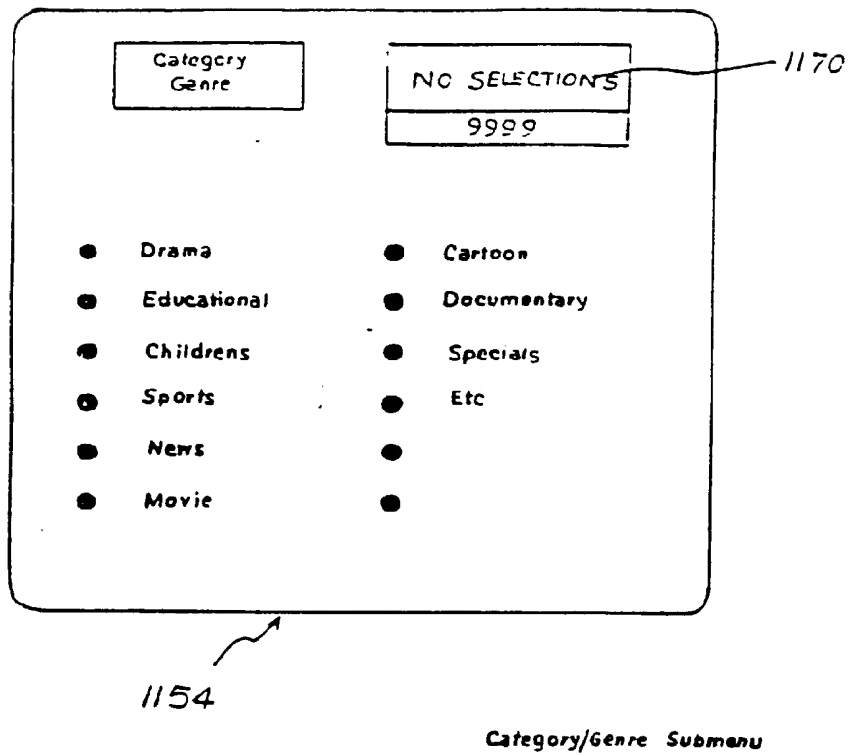 Category
Genre
NO SELECTIONS
1170
9999
Drama
Educational
Childrens
Sports
News
Movie
Cartoon
Documentary
Specials
Etc
1154
Category/Genre Submenu